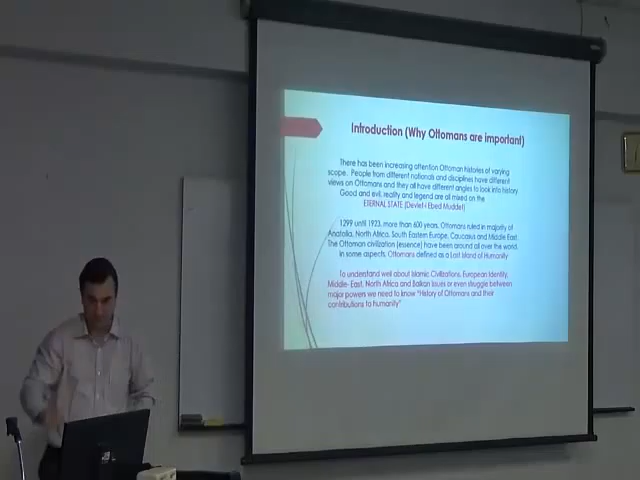 Introduction (Why Ottomans are important)
There has been increasing attention Ottoman histories of varying
scope. People from different nationals and disciplines have different
views on Ottomans and they all have different angles to look into history
Good and evil, reality and legend are all mixed on the
ETERNAL STATE (Devlet-i Ebed Muddet)
1299 until 1923, more than 600 years, Ottomans ruled in majority of
Anatolia, North Africa, South Eastern Europe, Caucasus and Middle East.
The Ottoman civilization (essence) have been around all over the world.
In some aspects, Ottomans defined as a Last Island of Humanity
To understand well about Islamic Civilizations, European Identity,
Middle- East, North Africa and Balkan issues or even struggle between
major powers we need to know "History of Ottomans and their
contributions to humanity"